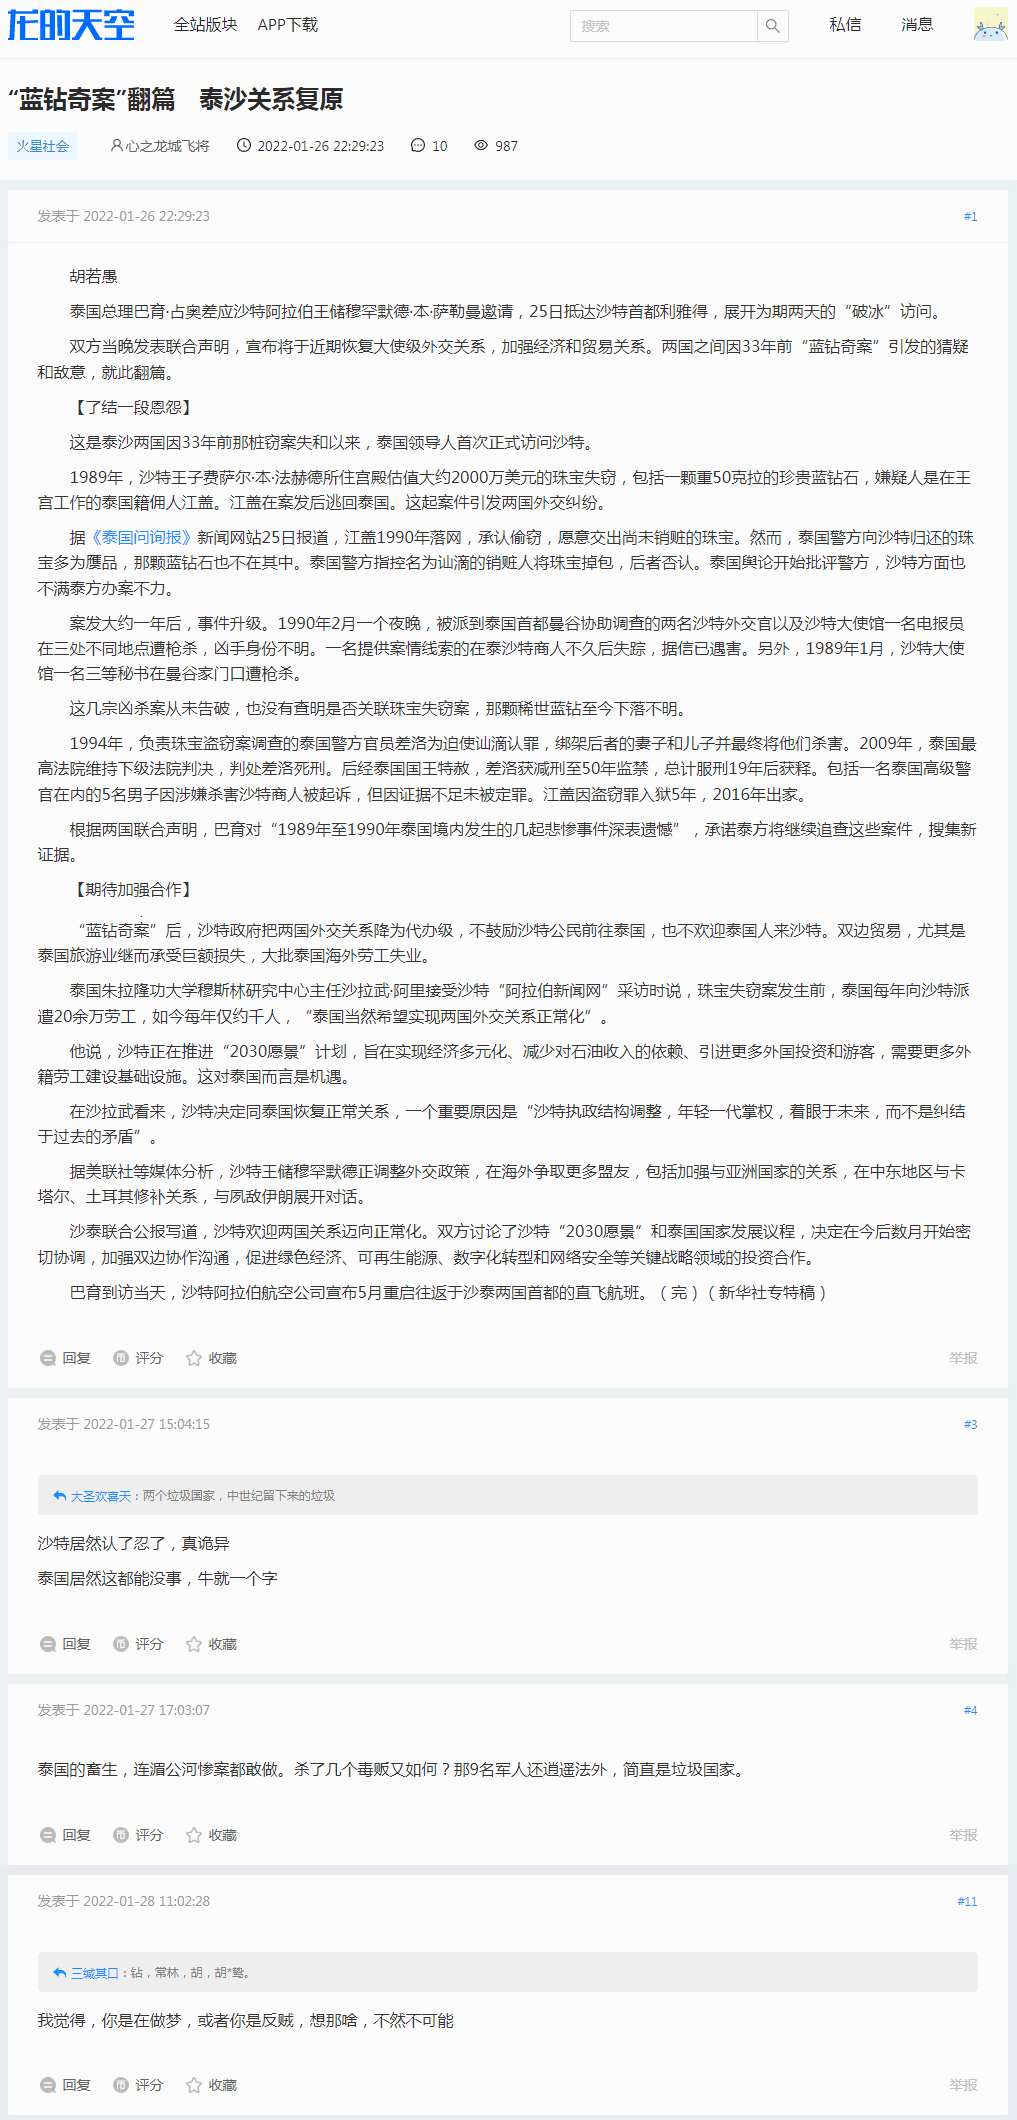 龙的天空
全站版块 APP下载
搜索
私信 消息
“蓝钻奇案”翻篇 泰沙关系复原
火星社会 心之龙城飞将 2022-01-26 22:29:23 10 987
发表于 2022-01-26 22:29:23 #1
胡若愚
泰国总理巴育·占奥差应沙特阿拉伯王储穆罕默德·本·萨勒曼邀请，25日抵达沙特首都利雅得，展开为期两天的“破冰”访问。
双方当晚发表联合声明，宣布将于近期恢复大使级外交关系，加强经济和贸易关系。两国之间因33年前“蓝钻奇案”引发的猜疑
和敌意，就此翻篇。
【了结一段恩怨】
这是泰沙两国因33年前那桩窃案失和以来，泰国领导人首次正式访问沙特。
1989年，沙特王子费萨尔·本·法赫德所住宫殿估值大约2000万美元的珠宝失窃，包括一颗重50克拉的珍贵蓝钻石，嫌疑人是在王
宫工作的泰国籍佣人江盖。江盖在案发后逃回泰国。这起案件引发两国外交纠纷。
据《泰国问询报》新闻网站25日报道，江盖1990年落网，承认偷窃，愿意交出尚未销赃的珠宝。然而，泰国警方向沙特归还的珠
宝多为赝品，那颗蓝钻石也不在其中。泰国警方指控名为讪滴的销赃人将珠宝掉包，后者否认。泰国舆论开始批评警方，沙特方面也
不满泰方办案不力。
案发大约一年后，事件升级。1990年2月一个夜晚，被派到泰国首都曼谷协助调查的两名沙特外交官以及沙特大使馆一名电报员
在三处不同地点遭枪杀，凶手身份不明。一名提供案情线索的在泰沙特商人不久后失踪，据信已遇害。另外，1989年1月，沙特大使
馆一名三等秘书在曼谷家门口遭枪杀。
这几宗凶杀案从未告破，也没有查明是否关联珠宝失窃案，那颗稀世蓝钻至今下落不明。
1994年，负责珠宝盗窃案调查的泰国警方官员差洛为迫使讪滴认罪，绑架后者的妻子和儿子并最终将他们杀害。2009年，泰国最
高法院维持下级法院判决，判处差洛死刑。后经泰国国王特赦，差洛获减刑至50年监禁，总计服刑19年后获释。包括一名泰国高级警
官在内的5名男子因涉嫌杀害沙特商人被起诉，但因证据不足未被定罪。江盖因盗窃罪入狱5年，2016年出家。
根据两国联合声明，巴育对“1989年至1990年泰国境内发生的几起悲惨事件深表遗憾”，承诺泰方将继续追查这些案件，搜集新
证据。
【期待加强合作】
“蓝钻奇案”后，沙特政府把两国外交关系降为代办级，不鼓励沙特公民前往泰国，也不欢迎泰国人来沙特。双边贸易，尤其是
泰国旅游业继而承受巨额损失，大批泰国海外劳工失业。
泰国朱拉隆功大学穆斯林研究中心主任沙拉武·阿里接受沙特“阿拉伯新闻网”采访时说，珠宝失窃案发生前，泰国每年向沙特派
遣20余万劳工，如今每年仅约千人，“泰国当然希望实现两国外交关系正常化”。
他说，沙特正在推进“2030愿景”计划，旨在实现经济多元化、减少对石油收入的依赖、引进更多外国投资和游客，需要更多外
籍劳工建设基础设施。这对泰国而言是机遇。
在沙拉武看来，沙特决定同泰国恢复正常关系，一个重要原因是“沙特执政结构调整，年轻一代掌权，着眼于未来，而不是纠结
于过去的矛盾”。
据美联社等媒体分析，沙特王储穆罕默德正调整外交政策，在海外争取更多盟友，包括加强与亚洲国家的关系，在中东地区与卡
塔尔、土耳其修补关系，与夙敌伊朗展开对话。
沙泰联合公报写道，沙特欢迎两国关系迈向正常化。双方讨论了沙特“2030愿景”和泰国国家发展议程，决定在今后数月开始密
切协调，加强双边协作沟通，促进绿色经济、可再生能源、数字化转型和网络安全等关键战略领域的投资合作。
巴育到访当天，沙特阿拉伯航空公司宣布5月重启往返于沙泰两国首都的直飞航班。（完）（新华社专特稿）
回复 评分 收藏 举报
发表于 2022-01-27 15:04:15 #3
大圣欢喜天：两个垃圾国家，中世纪留下来的垃圾
沙特居然认了忍了，真诡异
泰国居然这都能没事，牛就一个字
回复 评分 收藏 举报
发表于 2022-01-27 17:03:07 #4
泰国的畜生，连湄公河惨案都敢做。杀了几个毒贩又如何？那9名军人还逍遥法外，简直是垃圾国家。
回复 评分 收藏 举报
发表于 2022-01-28 11:02:28 #11
三缄其口：钻，常林，胡，胡*鸷。
我觉得，你是在做梦，或者你是反贼，想那啥，不然不可能
回复 评分 收藏 举报